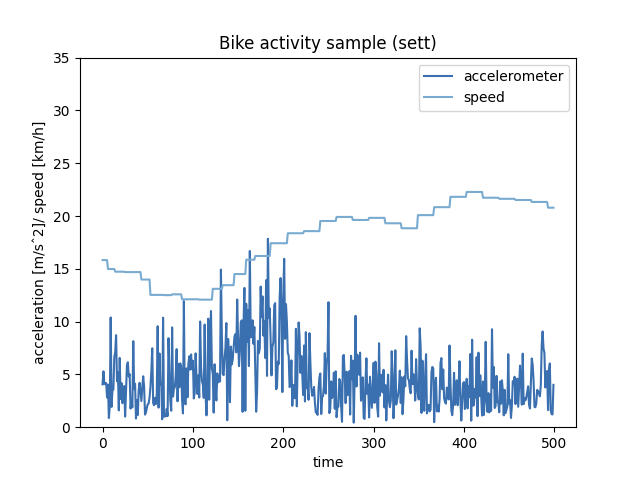 Bike activity sample (sett)
accelerometer
speed
acceleration [m/s^2]/ speed [km/h]
35
30
25
20
15
10
5
0
0 100 200 300 400 500
time